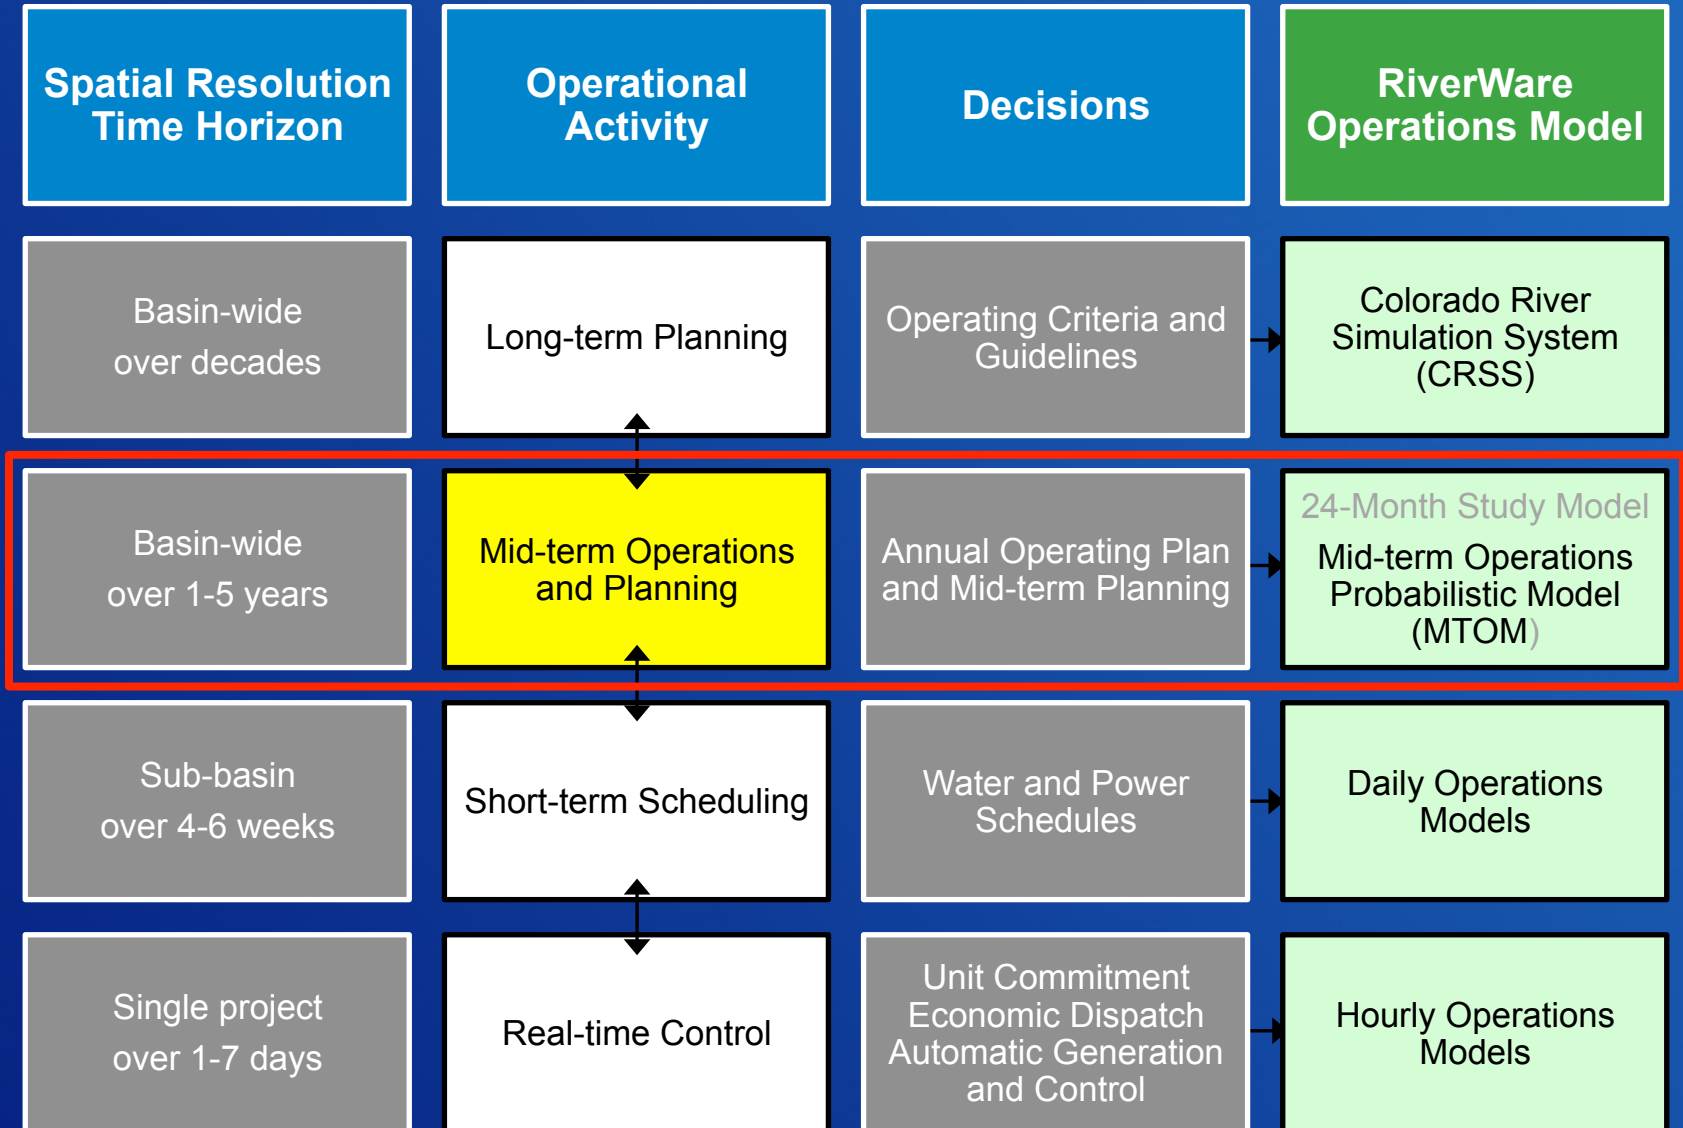 Spatial Resolution
Time Horizon
Operational
Activity
Decisions
RiverWare
Operations Model
Basin-wide
over decades
Long-term Planning
Operating Criteria and
Guidelines
Colorado River
Simulation System
(CRSS)
Basin-wide
over 1-5 years
Mid-term Operations
and Planning
Annual Operating Plan
and Mid-term Planning
24-Month Study Model
Mid-term Operations
Probabilistic Model
(MTOM)
Sub-basin
over 4-6 weeks
Short-term Scheduling
Water and Power
Schedules
Daily Operations
Models
Single project
over 1-7 days
Real-time Control
Unit Commitment
Economic Dispatch
Automatic Generation
and Control
Hourly Operations
Models